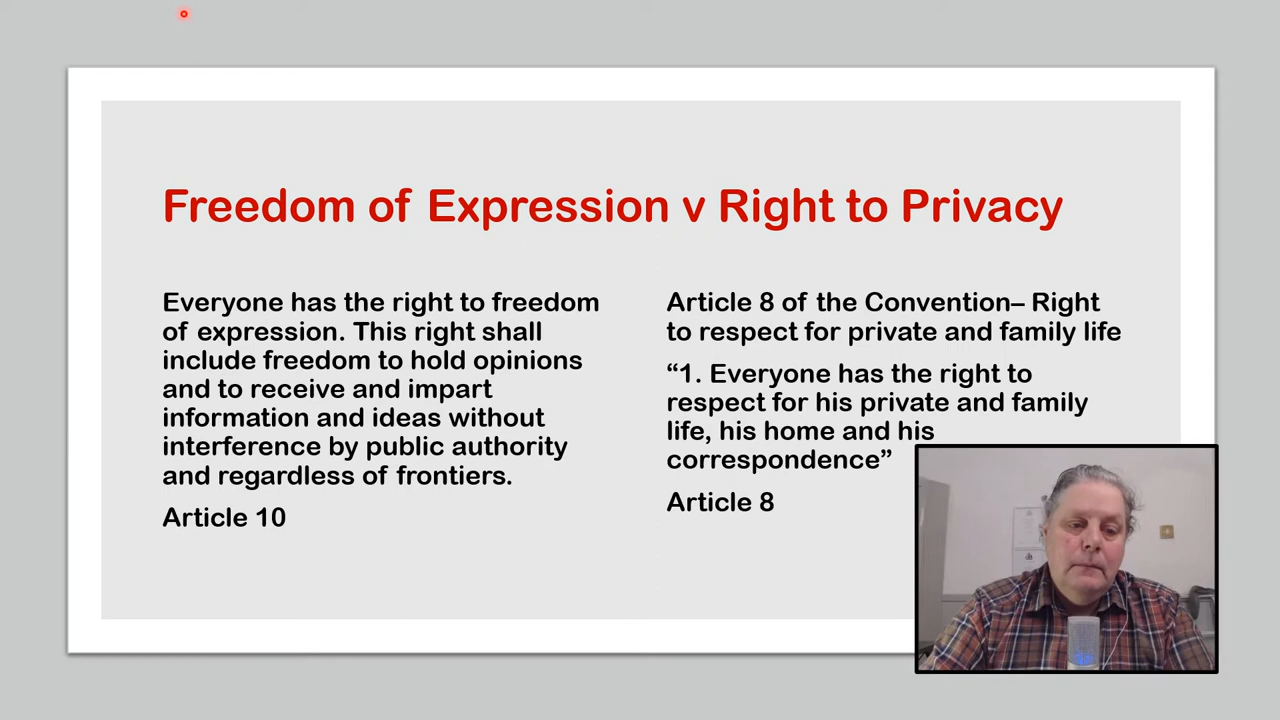 Freedom of Expression v Right to Privacy
Everyone has the right to freedom
of expression. This right shall
include freedom to hold opinions
and to receive and impart
information and ideas without
interference by public authority
and regardless of frontiers.
Article 10
Article 8 of the Convention– Right
to respect for private and family life
“1. Everyone has the right to
respect for his private and family
life, his home and his
correspondence”
Article 8